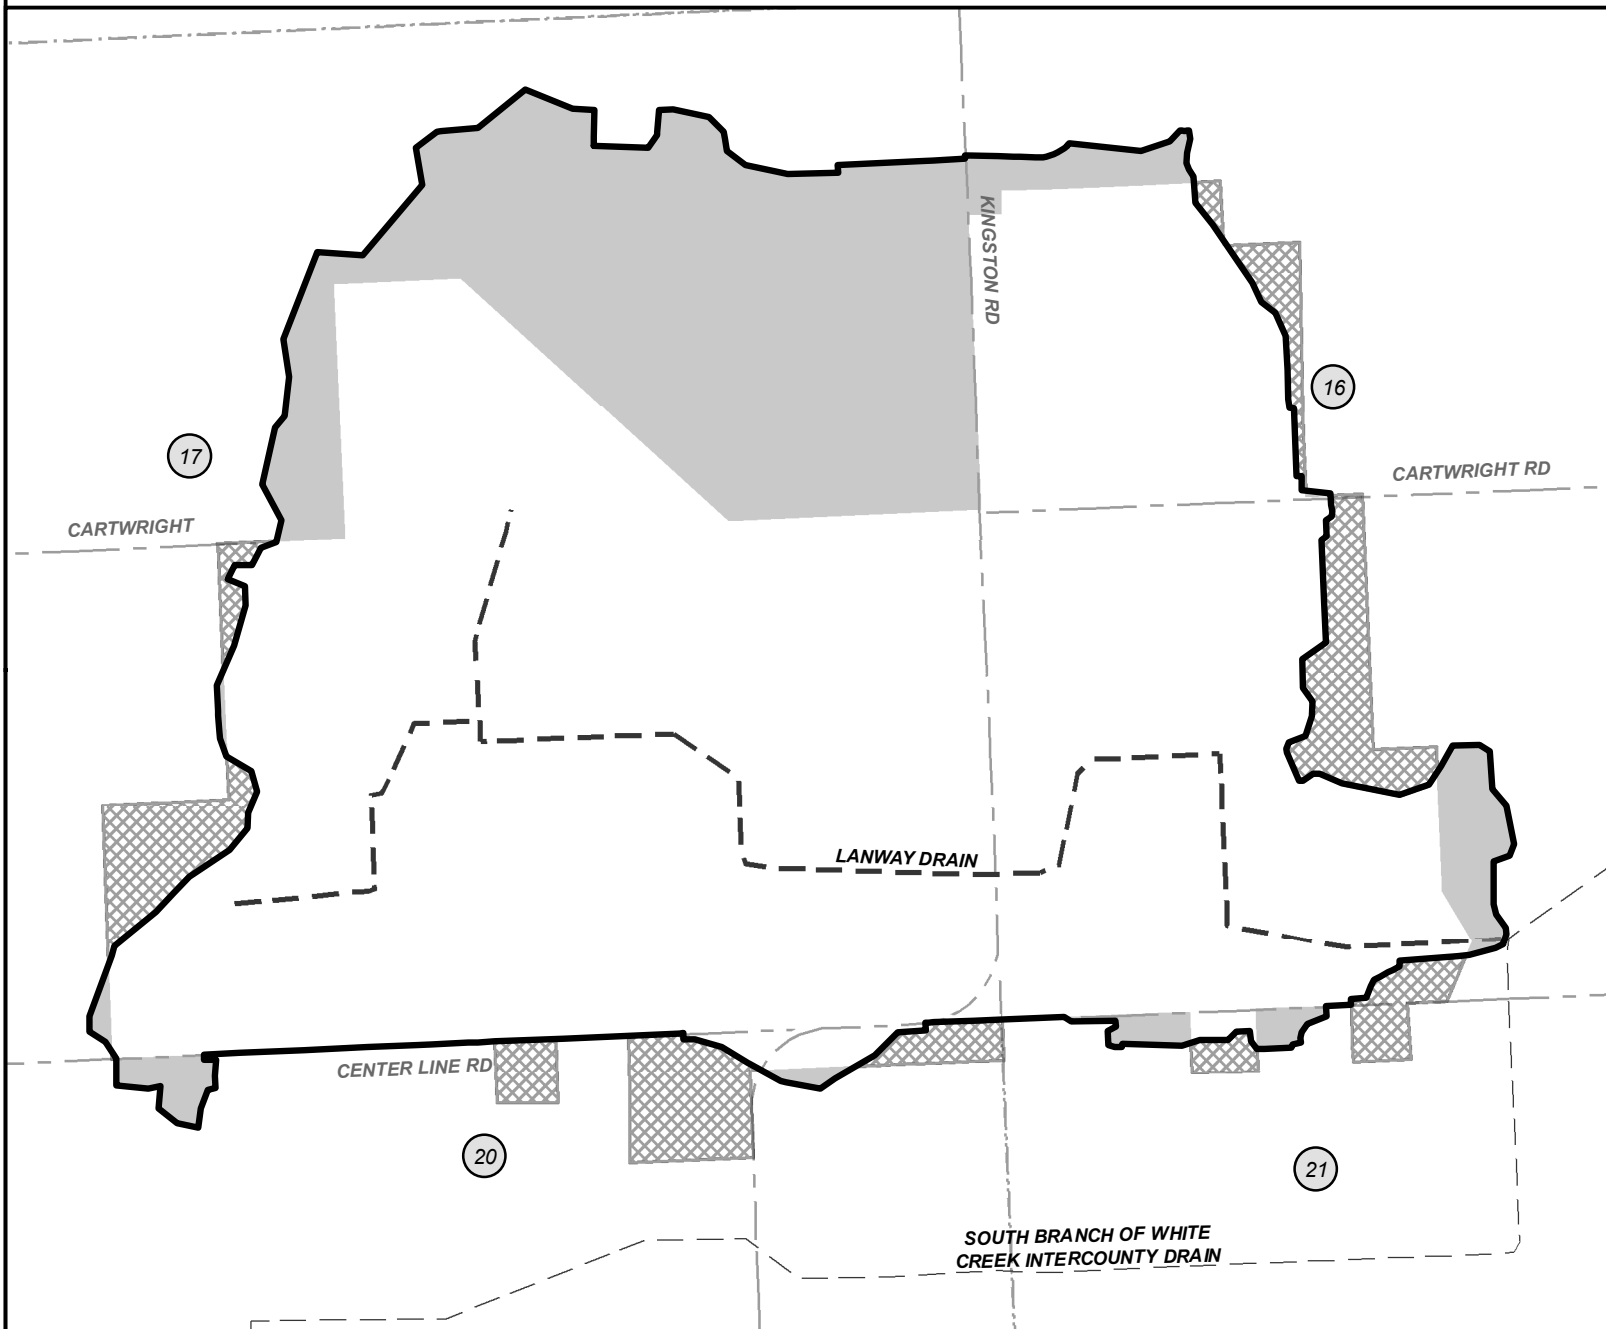 KINGSTON RD
16
17
CARTWRIGHT RD
CARTWRIGHT
LANWAY DRAIN
CENTER LINE RD
20
21
SOUTH BRANCH OF WHITE
CREEK INTERCOUNTY DRAIN